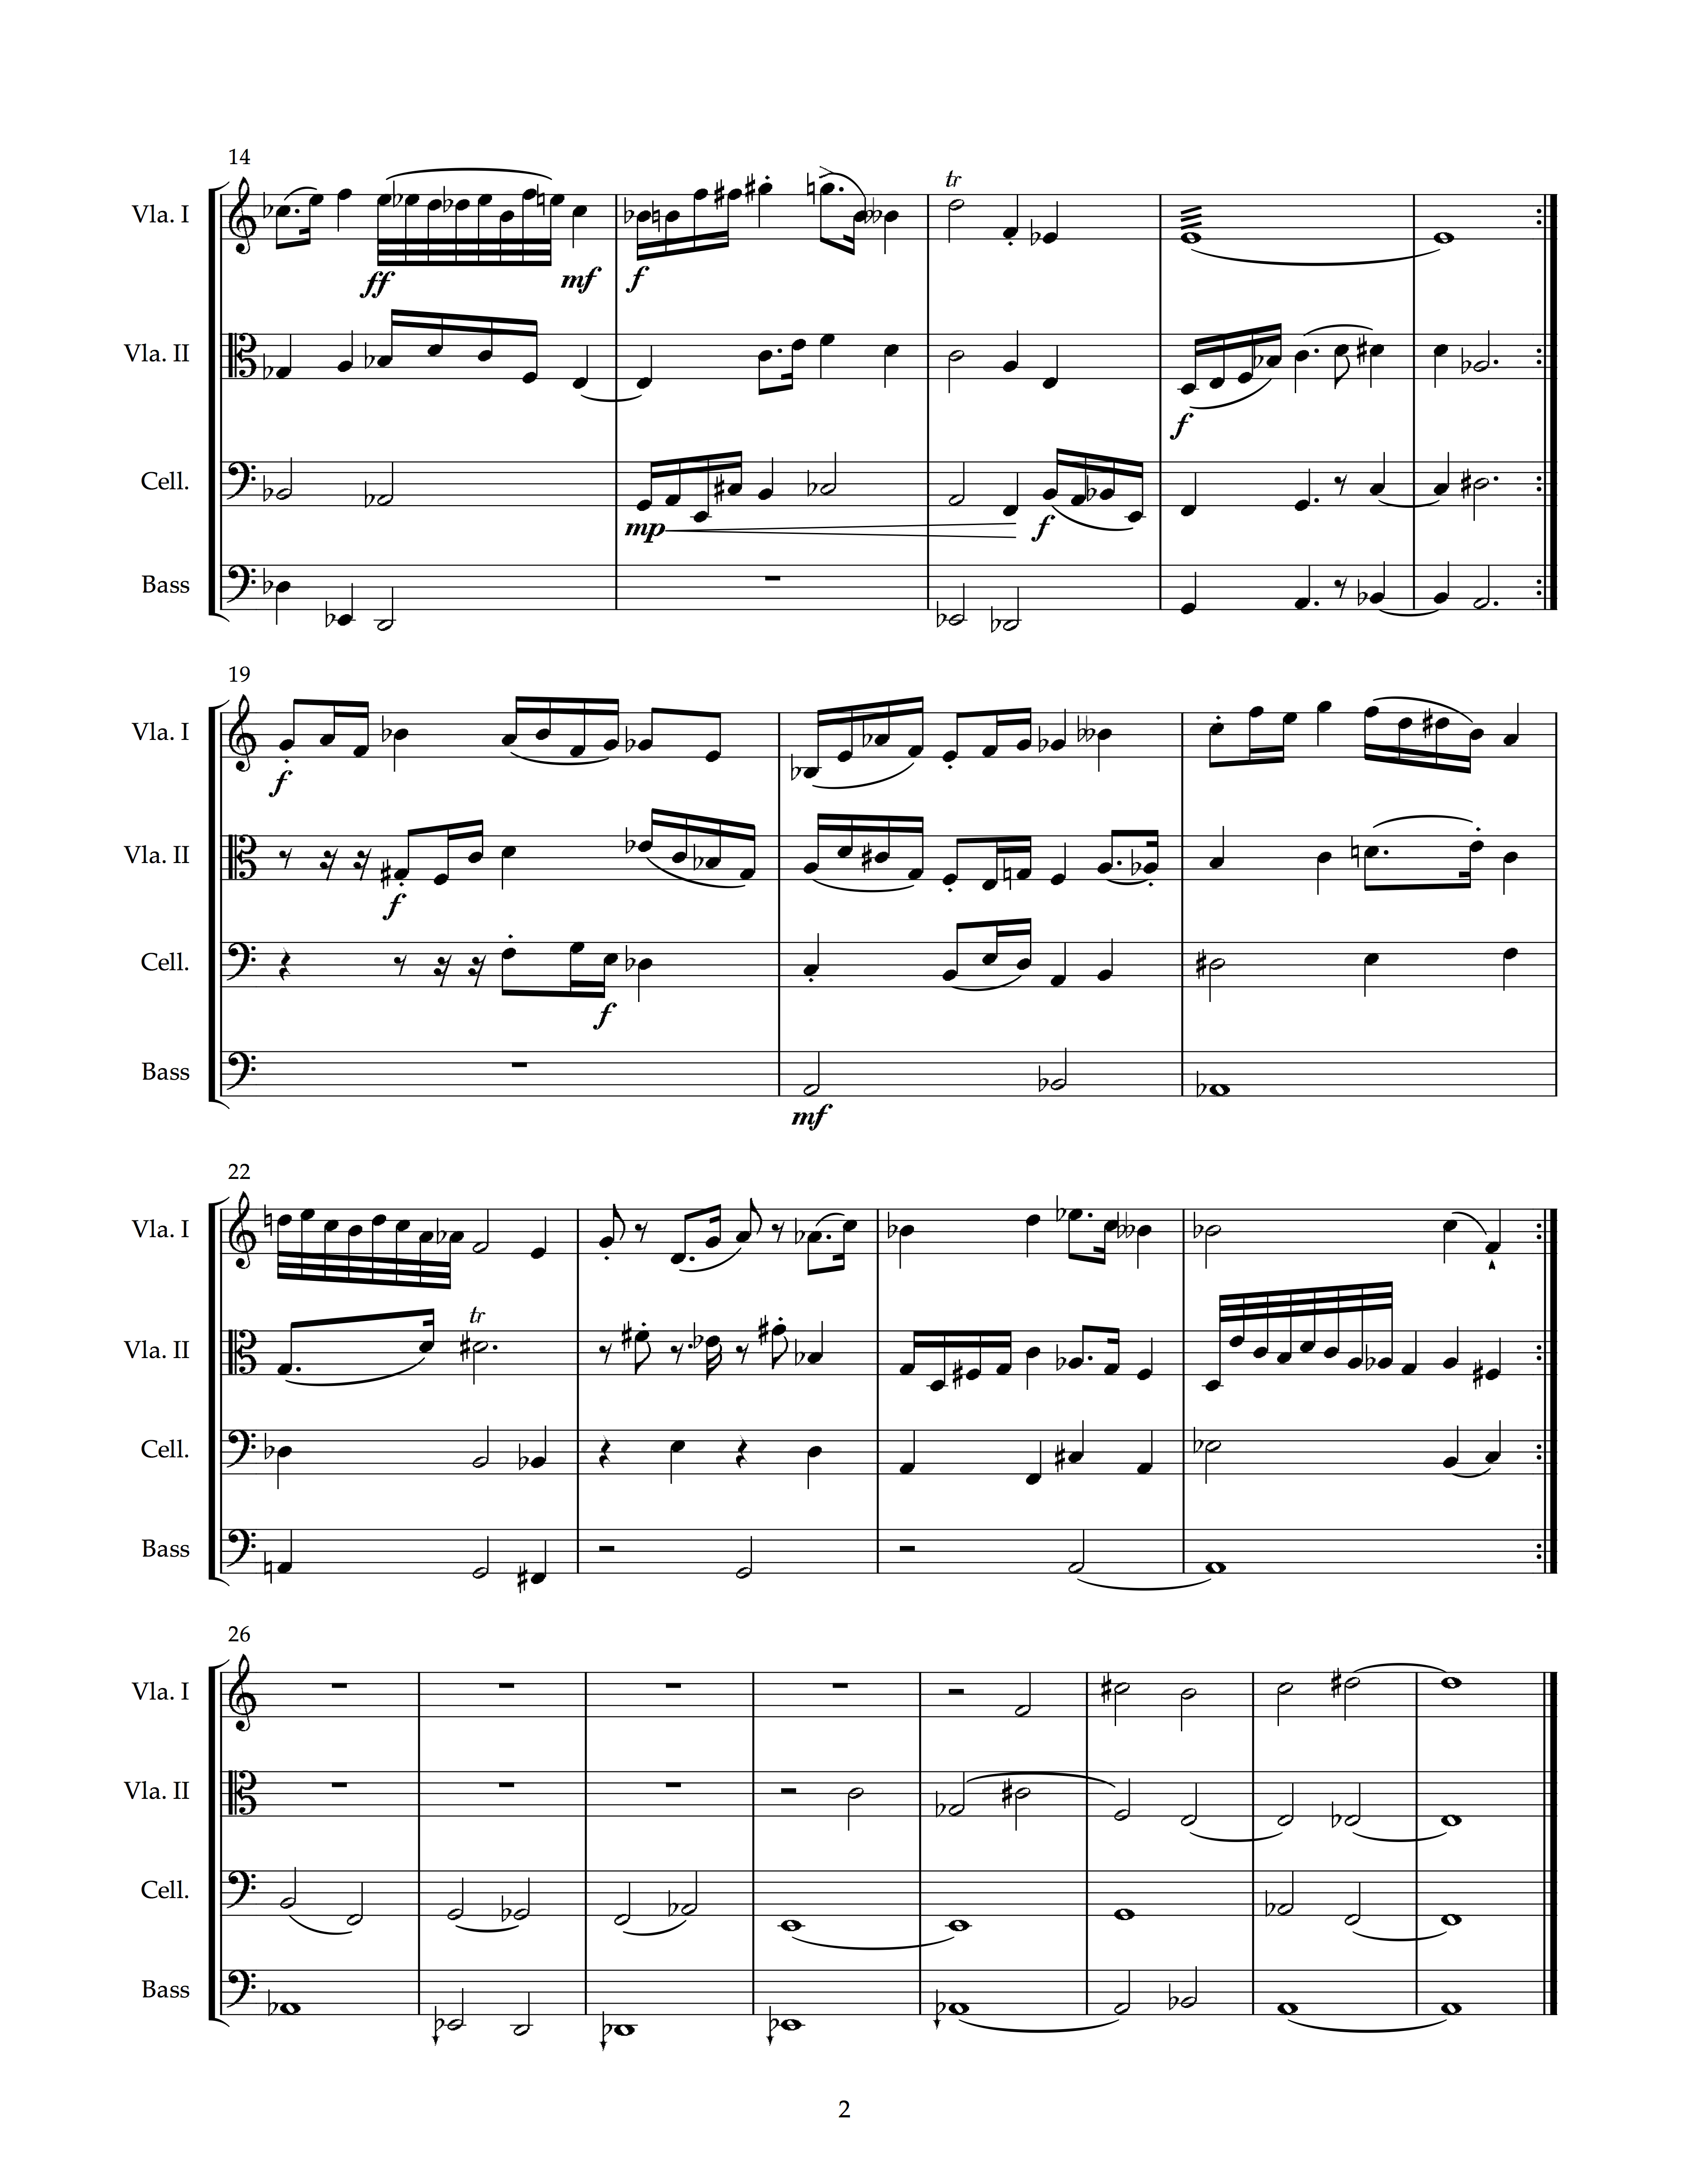 14
tr
Vla. I
ff mf f
Vla. II
f
Cell.
mp f
Bass
19
Vla. I
f
Vla. II
f
Cell.
f
Bass
mf
22
Vla. I
tr
Vla. II
Cell.
Bass
26
Vla. I
Vla. II
Cell.
Bass
2